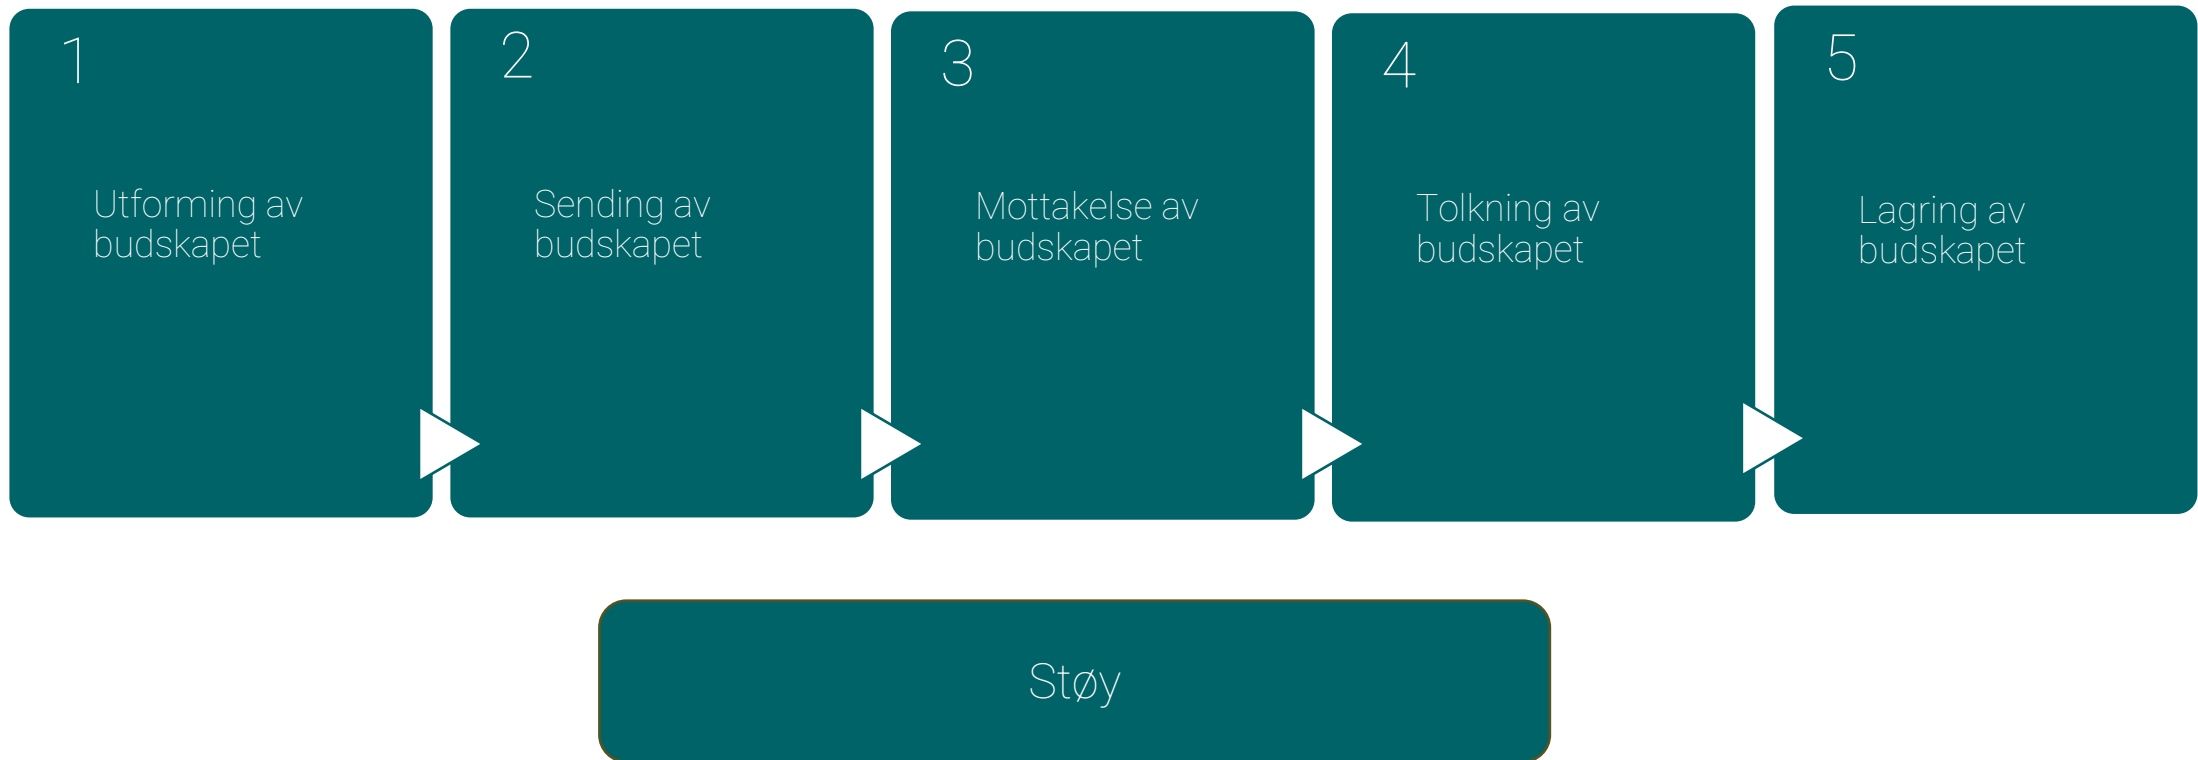 1
Utforming av
budskapet
2
Sending av
budskapet
3
Mottakelse av
budskapet
4
Tolkning av
budskapet
5
Lagring av
budskapet
Støy